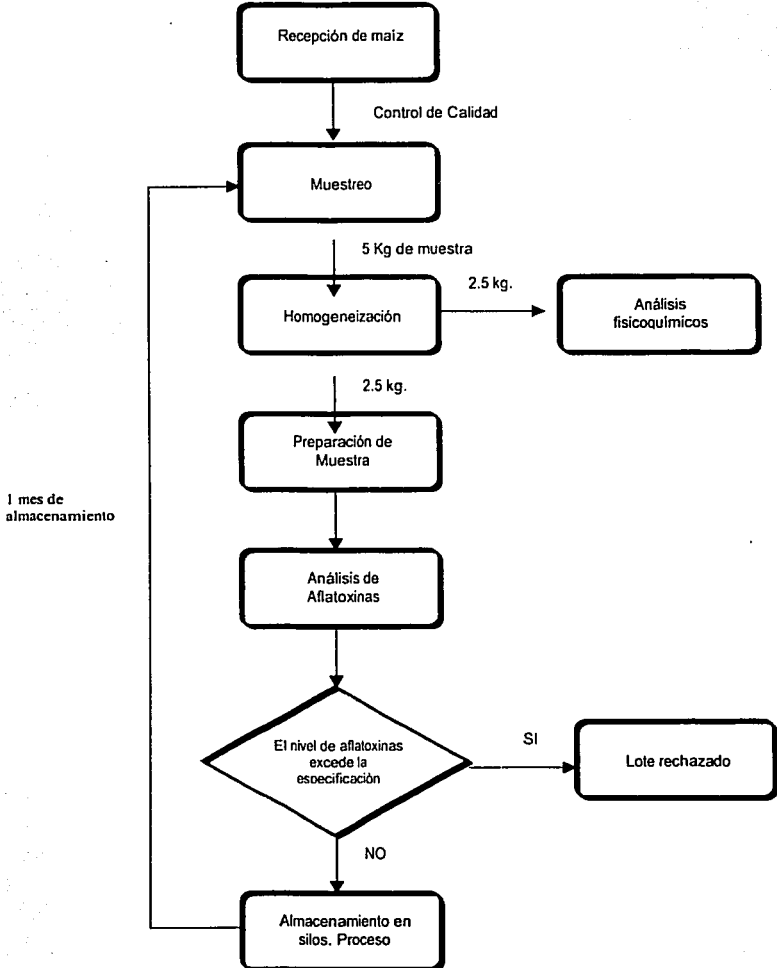 Recepción de maíz
Control de Calidad
Muestreo
5 Kg de muestra
Homogeneización
2.5 kg.
Análisis
fisicoquímicos
2.5 kg.
Preparación de
Muestra
1 mes de
almacenamiento
Análisis de
Aflatoxinas
El nivel de aflatoxinas
excede la
especificación
SI
Lote rechazado
NO
Almacenamiento en
silos. Proceso